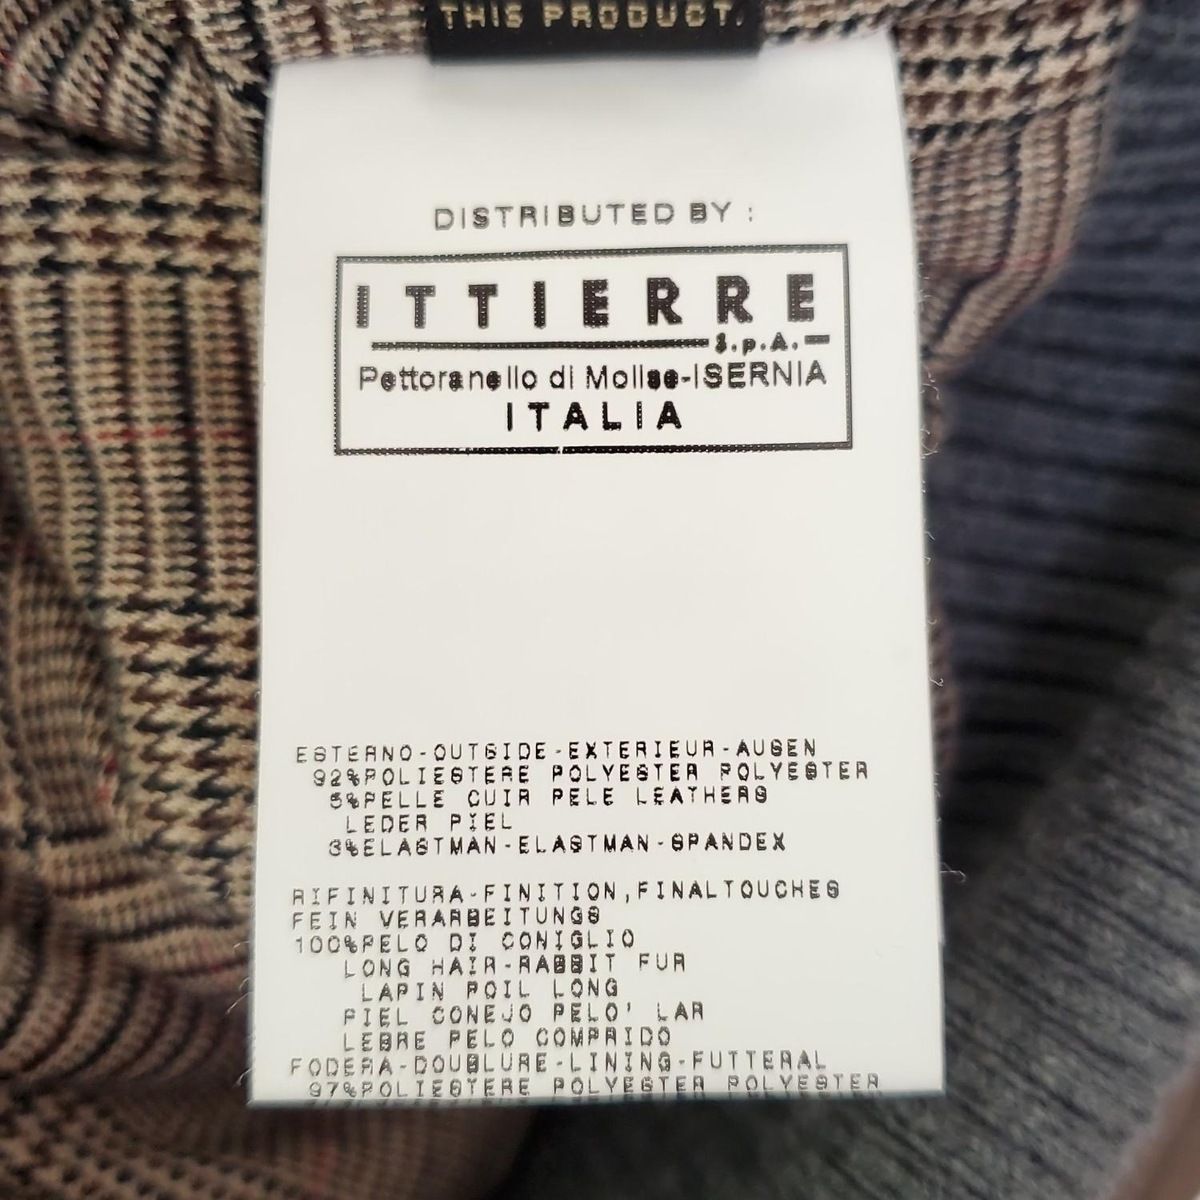 THIS PRODUCT.
DISTRIBUTED BY :
ITTIERRE
S.p.A.
Pettoranello di Molise-ISERNIA
ITALIA
ESTERNO-OUTSIDE-EXTERIEUR-AUSEN
92%POLIESTERE POLYESTER POLYESTER
5%PELLE CUIR PELE LEATHERS
LEDER PIEL
3%ELASTMAN-ELASTMAN-SPANDEX
RIFINITURA-FINITION,FINALTOUCHES
FEIN VERARBEITUNGS
100%PELO DI CONIGLIO
LONG HAIR-RABBIT FUR
LAPIN POIL LONG
PIEL CONEJO PELO' LAR
LEBRE PELO COMPRIDO
FODERA-DOUBLURE-LINING-FUTTERAL
97%POLIESTERE POLYESTER POLYESTER